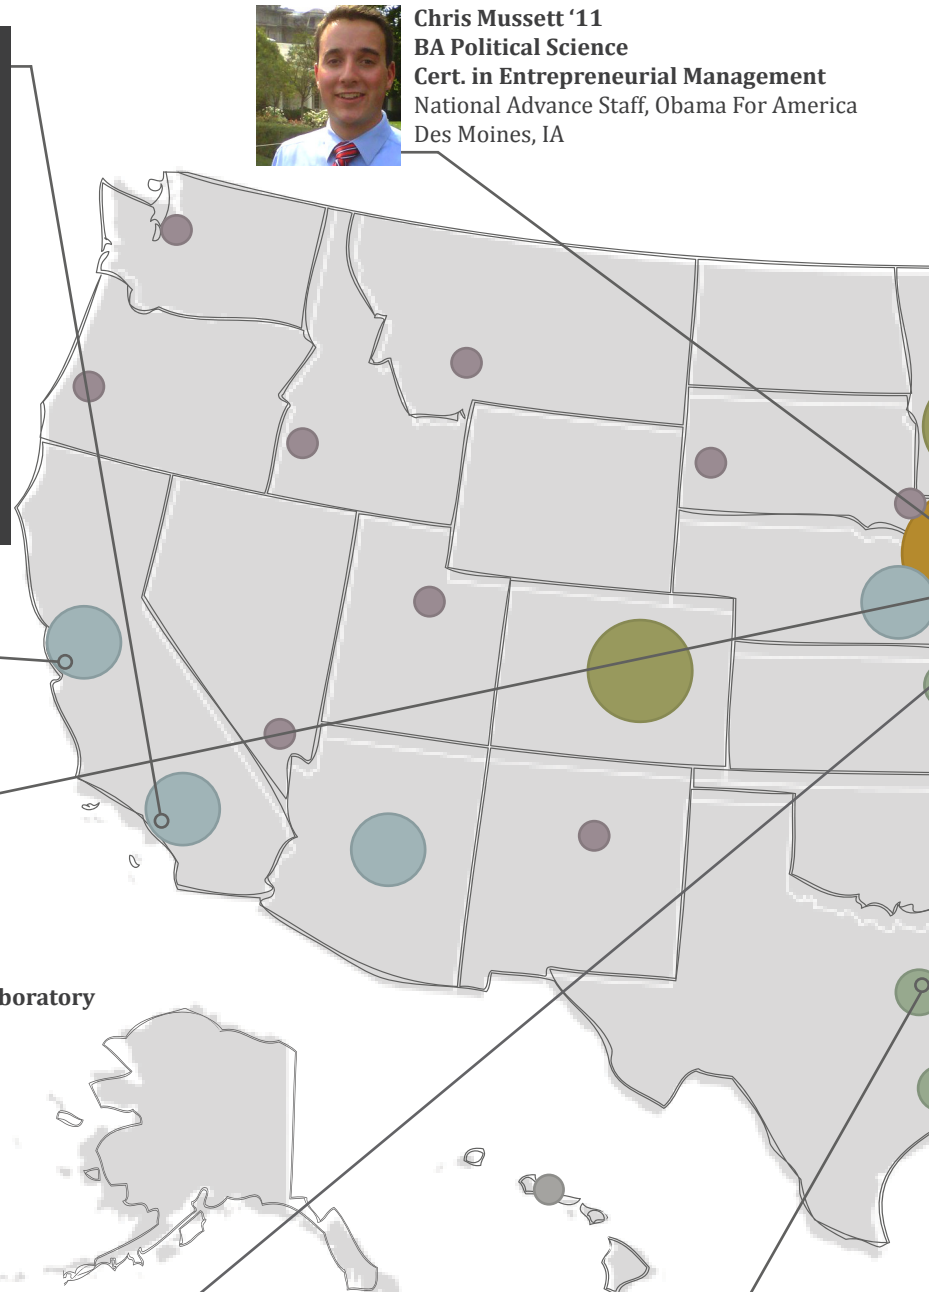 Chris Mussett ‘11
BA Political Science
Cert. in Entrepreneurial Management
National Advance Staff, Obama For America
Des Moines, IA
boratory